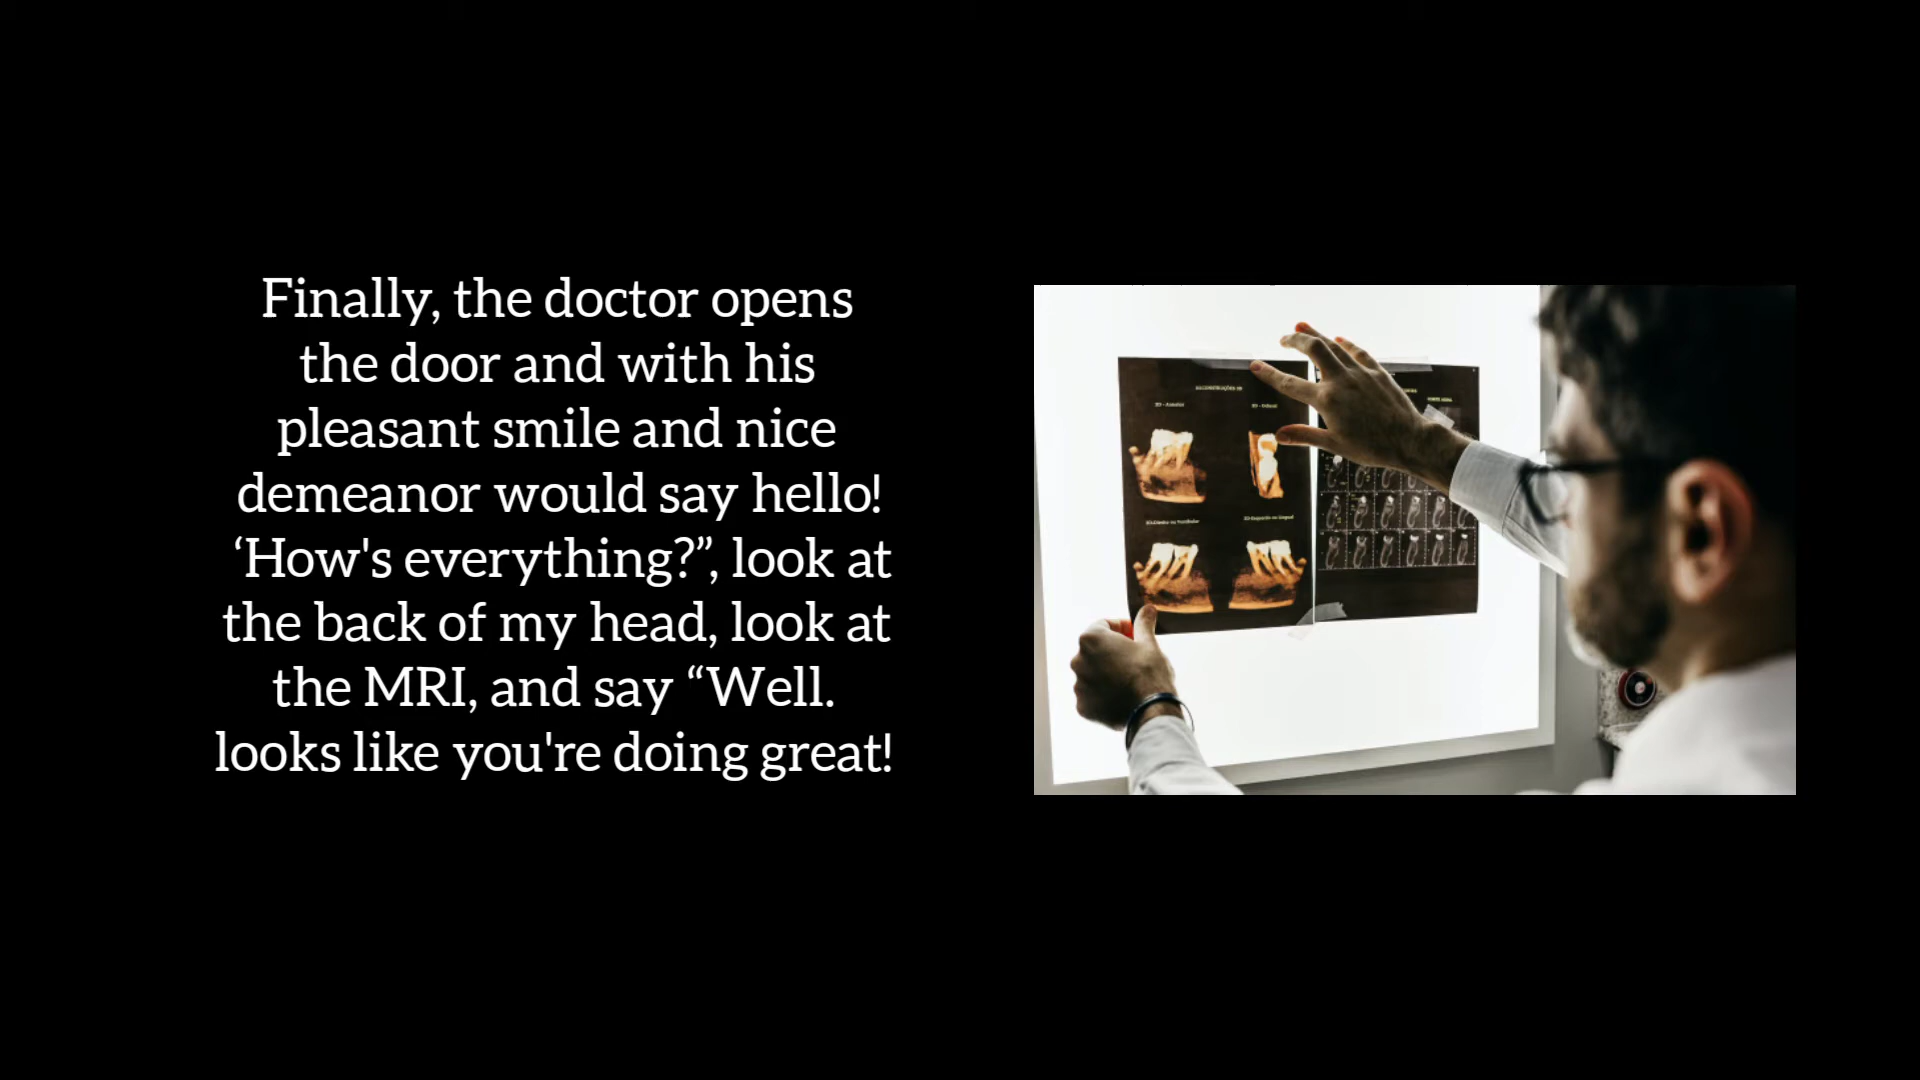 Finally, the doctor opens
the door and with his
pleasant smile and nice
demeanor would say hello!
‘How's everything?”, look at
the back of my head, look at
the MRI, and say “Well.
looks like you're doing great!